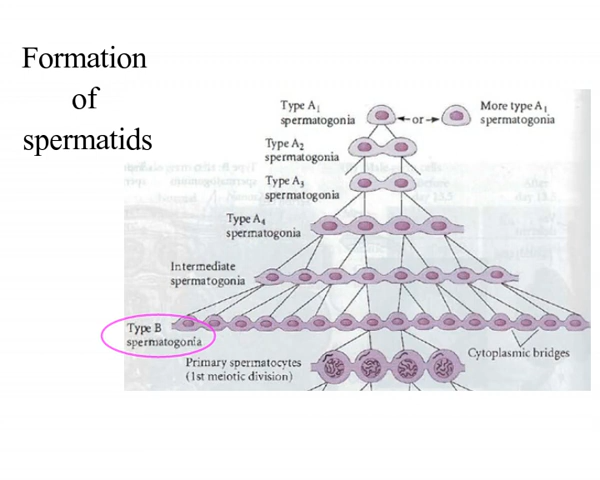 Formation
of
spermatids
Type A₁
spermatogonia
or
More type A₁
spermatogonia
Type A₂
spermatogonia
Type A₃
spermatogonia
Type A₄
spermatogonia
Intermediate
spermatogonia
Type B
spermatogonia
Cytoplasmic bridges
Primary spermatocytes
(1st meiotic division)